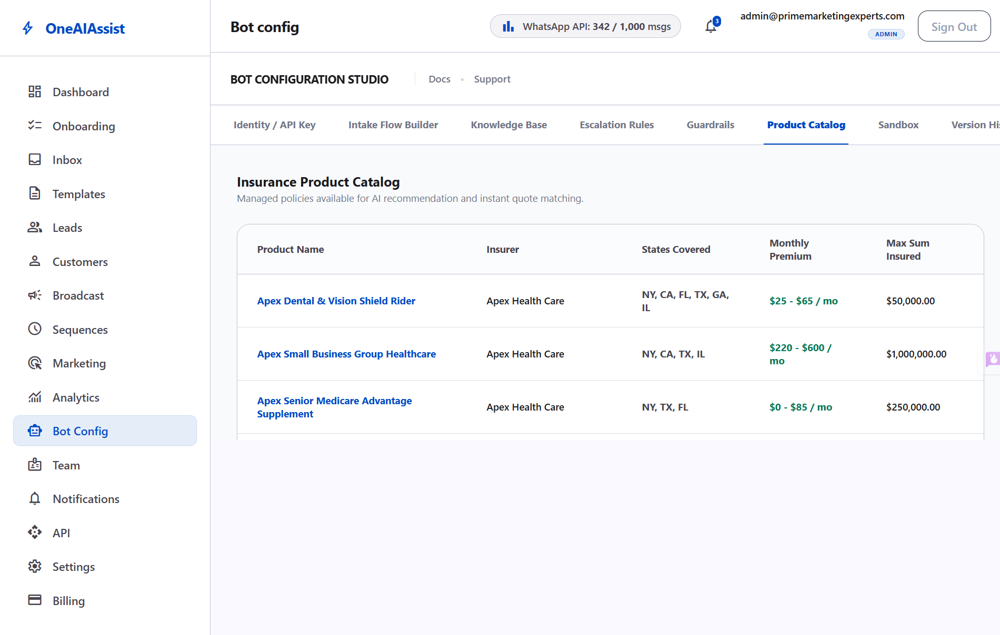 OneAIAssist
Bot config
WhatsApp API: 342 / 1,000 msgs
3
admin@primemarketingexperts.com
ADMIN
Sign Out
Dashboard
Onboarding
Inbox
Templates
Leads
Customers
Broadcast
Sequences
Marketing
Analytics
Bot Config
Team
Notifications
API
Settings
Billing
BOT CONFIGURATION STUDIO
Docs • Support
Identity / API Key
Intake Flow Builder
Knowledge Base
Escalation Rules
Guardrails
Product Catalog
Sandbox
Version His
Insurance Product Catalog
Managed policies available for AI recommendation and instant quote matching.
Product Name
Insurer
States Covered
Monthly
Premium
Max Sum
Insured
Apex Dental & Vision Shield Rider
Apex Health Care
NY, CA, FL, TX, GA,
IL
$25 - $65 / mo
$50,000.00
Apex Small Business Group Healthcare
Apex Health Care
NY, CA, TX, IL
$220 - $600 /
mo
$1,000,000.00
Apex Senior Medicare Advantage
Supplement
Apex Health Care
NY, TX, FL
$0 - $85 / mo
$250,000.00